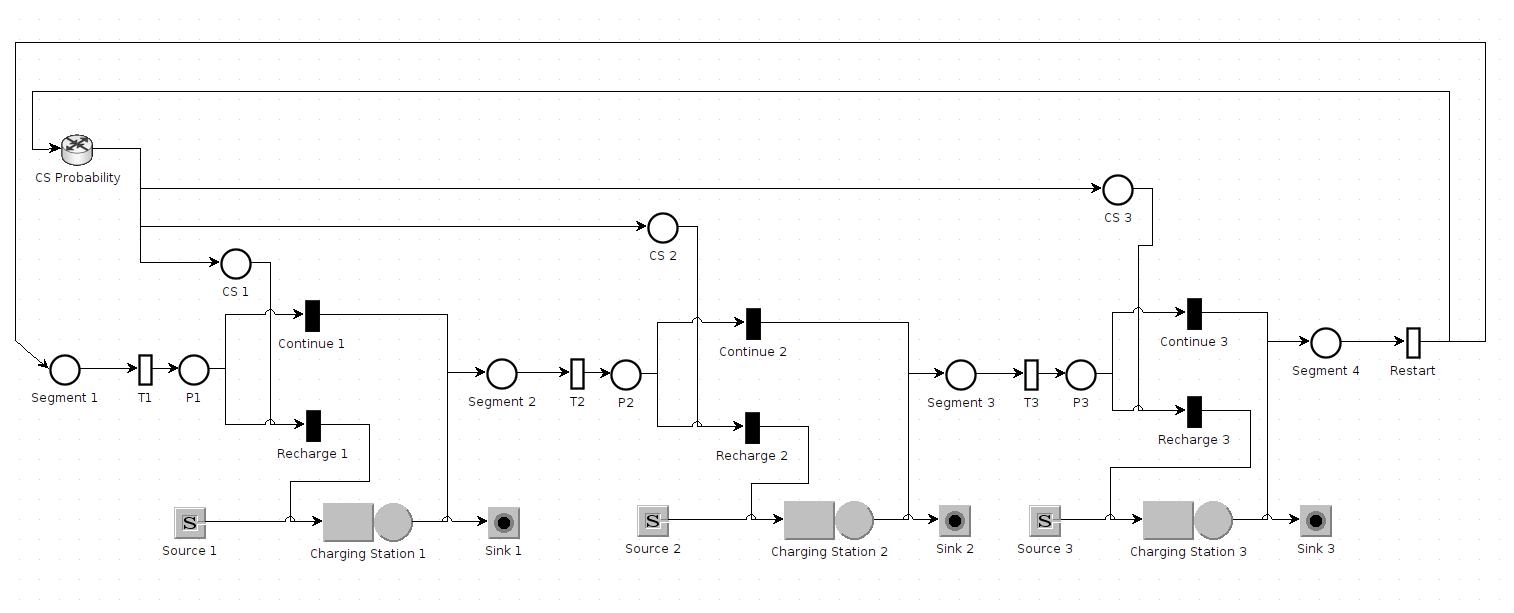 CS Probability
CS 3
CS 2
CS 1
Continue 1
Continue 2
Continue 3
Segment 1
T1
P1
Segment 2
T2
P2
Segment 3
T3
P3
Segment 4
Restart
Recharge 1
Recharge 2
Recharge 3
S
Source 1
Charging Station 1
Sink 1
S
Source 2
Charging Station 2
Sink 2
S
Source 3
Charging Station 3
Sink 3